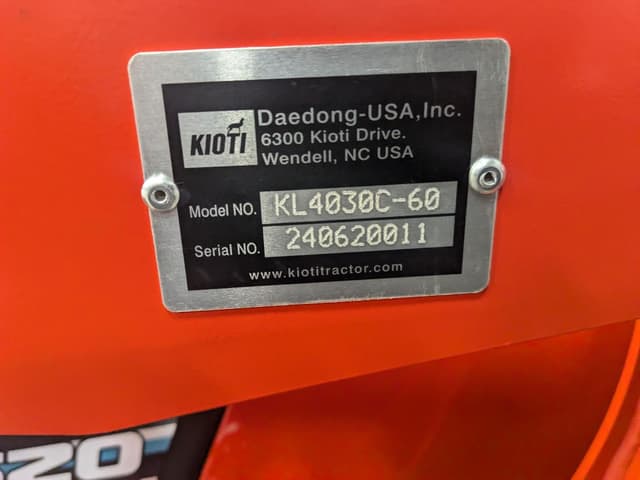 KIOTI
Daedong-USA,Inc.
6300 Kioti Drive.
Wendell, NC USA
Model NO. KL4030C-60
Serial NO. 240620011
www.kiotitractor.com
520